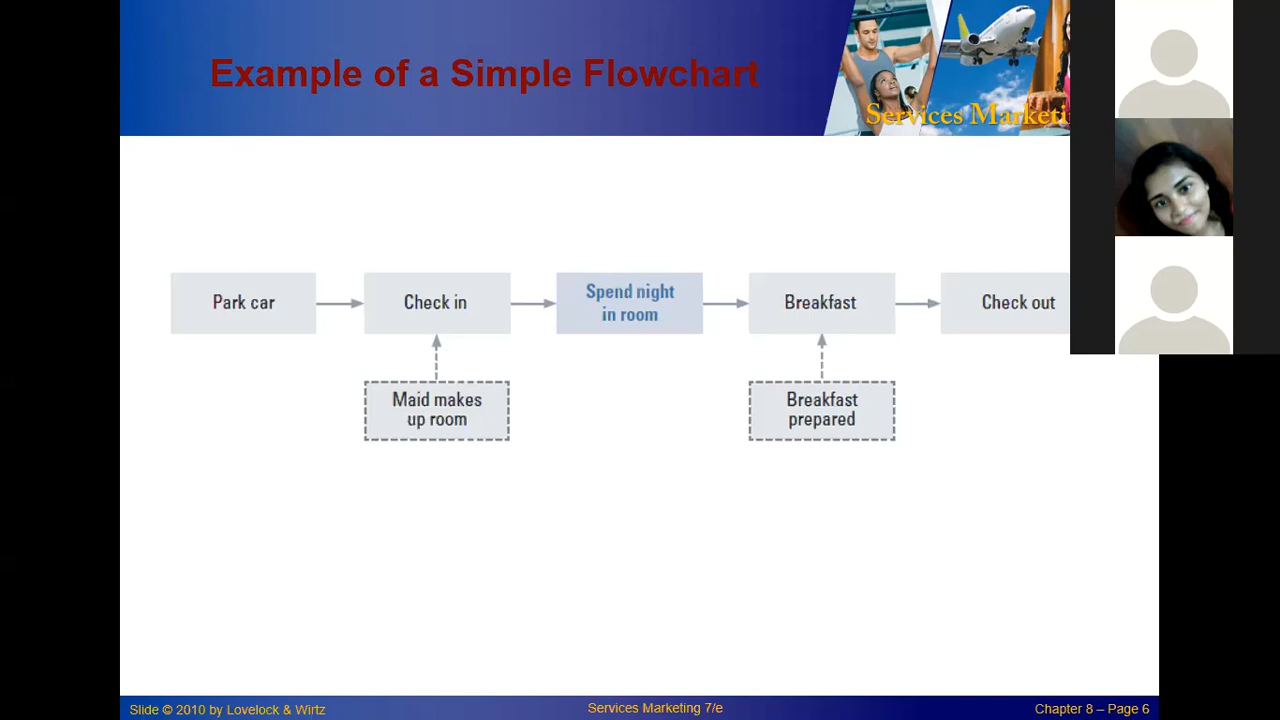 Example of a Simple Flowchart
Services Marketi
Park car
Check in
Spend night
in room
Breakfast
Check out
Maid makes
up room
Breakfast
prepared
Slide © 2010 by Lovelock & Wirtz
Services Marketing 7/e
Chapter 8 – Page 6